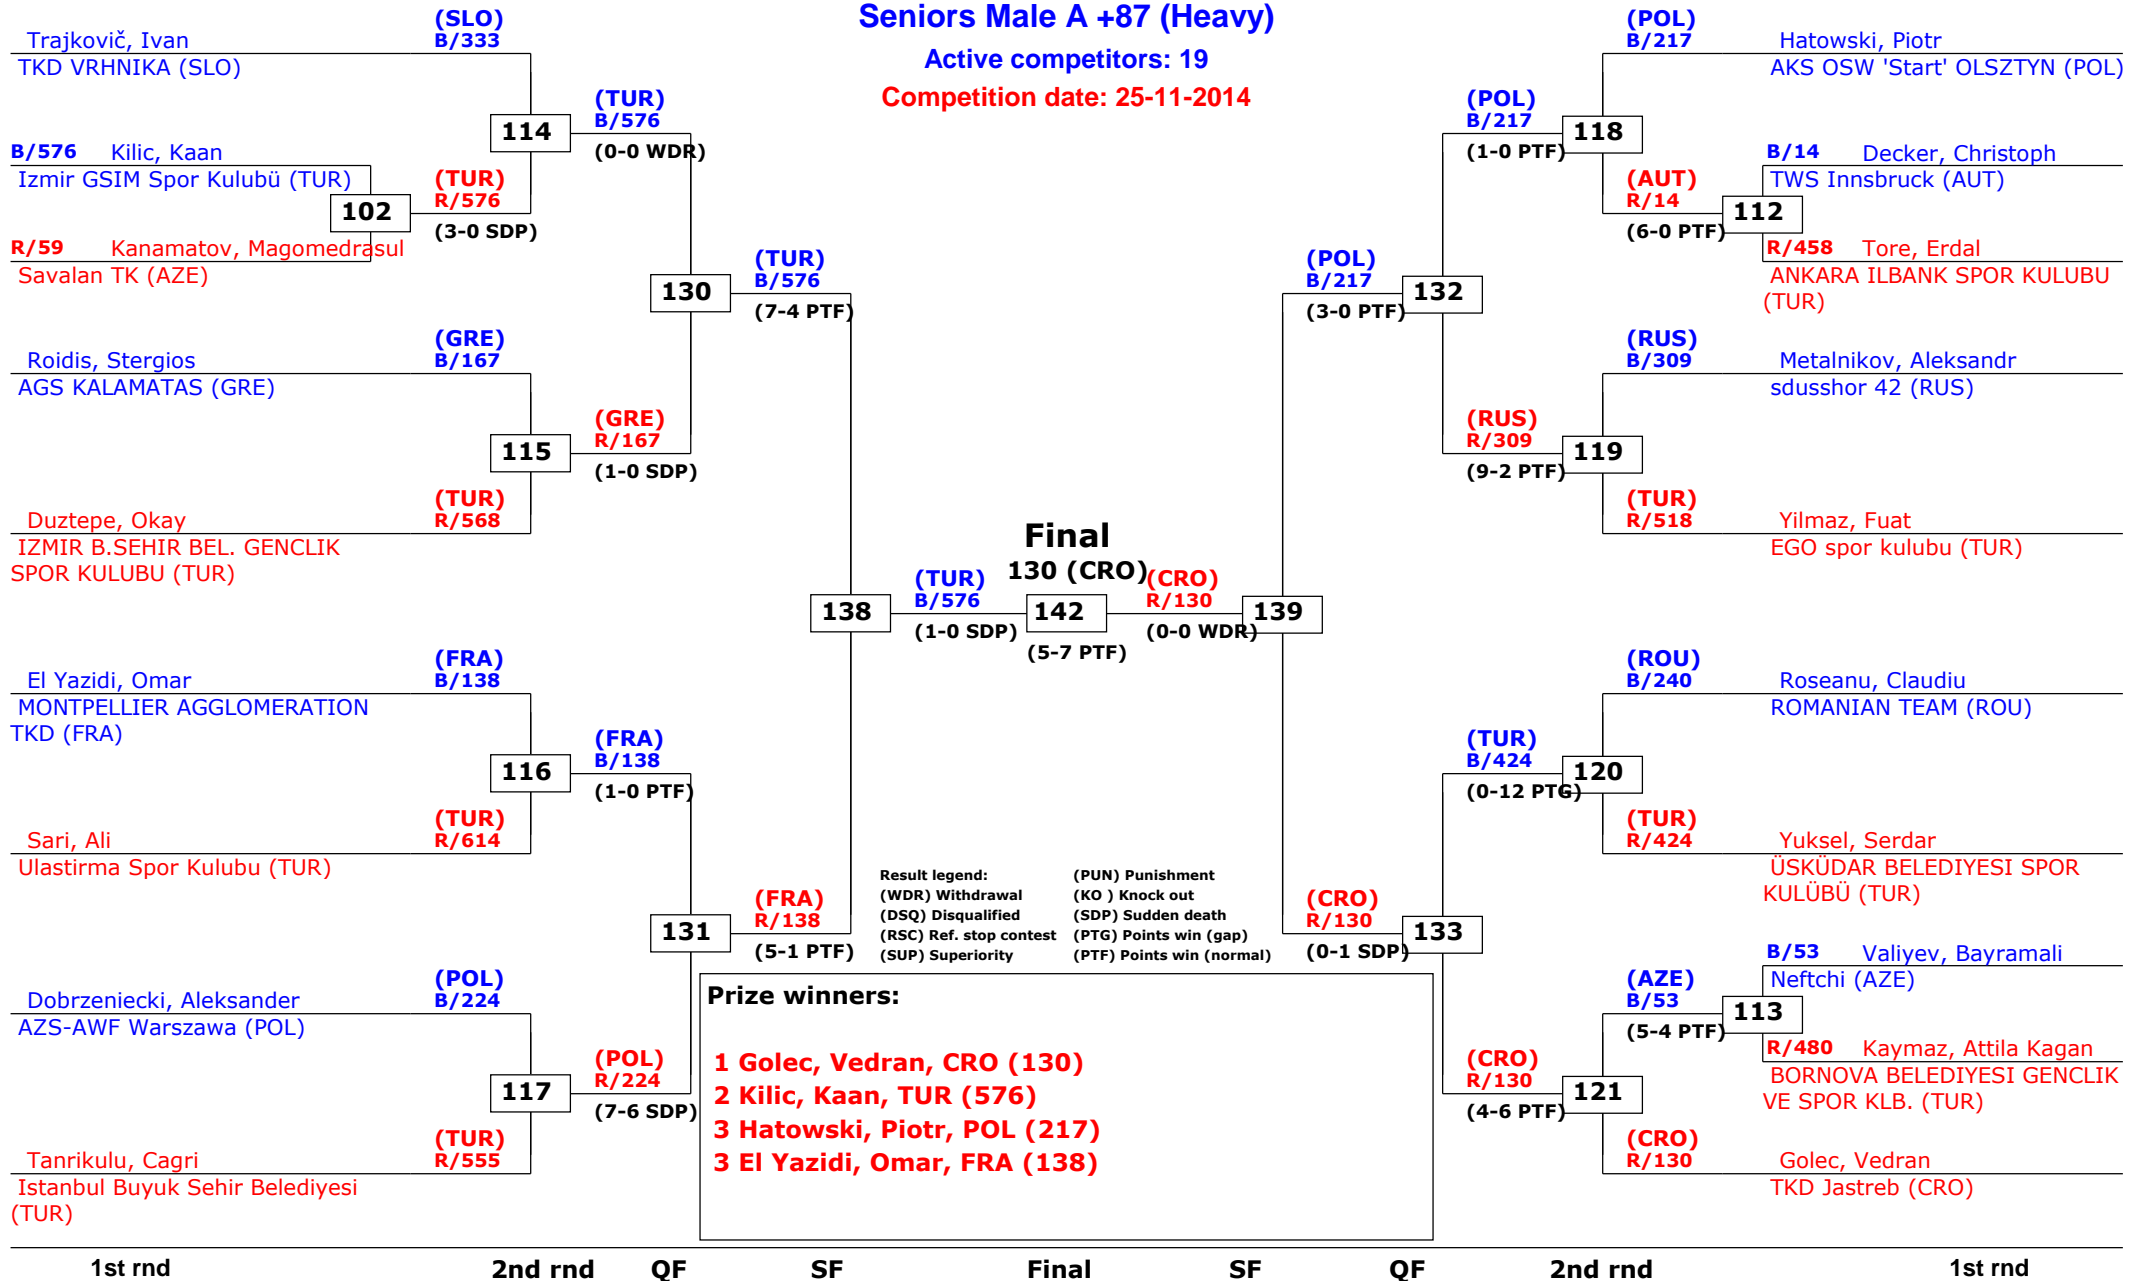 Seniors Male A +87 (Heavy)
Active competitors: 19
Competition date: 25-11-2014
(SLO)
Trajkovič, Ivan B/333
TKD VRHNIKA (SLO)
114
(TUR)
B/576
(0-0 WDR)
B/576 Kilic, Kaan
Izmir GSIM Spor Kulubü (TUR)
102
(TUR)
R/576
(3-0 SDP)
R/59 Kanamatov, Magomedrasul
Savalan TK (AZE)
130
(TUR)
B/576
(7-4 PTF)
(GRE)
Roidis, Stergios B/167
AGS KALAMATAS (GRE)
115
(GRE)
R/167
(1-0 SDP)
(TUR)
Duztepe, Okay R/568
IZMIR B.SEHIR BEL. GENCLIK
SPOR KULUBU (TUR)
138
(TUR)
B/576
(1-0 SDP)
(FRA)
El Yazidi, Omar B/138
MONTPELLIER AGGLOMERATION
TKD (FRA)
116
(FRA)
B/138
(1-0 PTF)
(TUR)
Sari, Ali R/614
Ulastirma Spor Kulubu (TUR)
131
(FRA)
R/138
(5-1 PTF)
(POL)
Dobrzeniecki, Aleksander B/224
AZS-AWF Warszawa (POL)
117
(POL)
R/224
(7-6 SDP)
(TUR)
Tanrikulu, Cagri R/555
Istanbul Buyuk Sehir Belediyesi
(TUR)
Final
130 (CRO)
142
(5-7 PTF)
(CRO)
R/130
(0-0 WDR)
139
(POL)
B/217 Hatowski, Piotr
AKS OSW 'Start' OLSZTYN (POL)
(POL)
B/217
(1-0 PTF)
118
B/14 Decker, Christoph
TWS Innsbruck (AUT)
(AUT)
R/14
(6-0 PTF)
112
R/458 Tore, Erdal
ANKARA ILBANK SPOR KULUBU
(TUR)
(POL)
B/217
(3-0 PTF)
132
(RUS)
B/309 Metalnikov, Aleksandr
sdusshor 42 (RUS)
(RUS)
R/309
(9-2 PTF)
119
(TUR)
R/518 Yilmaz, Fuat
EGO spor kulubu (TUR)
(ROU)
B/240 Roseanu, Claudiu
ROMANIAN TEAM (ROU)
(TUR)
B/424
(0-12 PTG)
120
(TUR)
R/424 Yuksel, Serdar
ÜSKÜDAR BELEDIYESI SPOR
KULÜBÜ (TUR)
(CRO)
R/130
(0-1 SDP)
133
B/53 Valiyev, Bayramali
Neftchi (AZE)
(AZE)
B/53
(5-4 PTF)
113
R/480 Kaymaz, Attila Kagan
BORNOVA BELEDIYESI GENCLIK
VE SPOR KLB. (TUR)
(CRO)
R/130
(4-6 PTF)
121
(CRO)
R/130 Golec, Vedran
TKD Jastreb (CRO)
Result legend: (PUN) Punishment
(WDR) Withdrawal (KO ) Knock out
(DSQ) Disqualified (SDP) Sudden death
(RSC) Ref. stop contest (PTG) Points win (gap)
(SUP) Superiority (PTF) Points win (normal)
Prize winners:
1 Golec, Vedran, CRO (130)
2 Kilic, Kaan, TUR (576)
3 Hatowski, Piotr, POL (217)
3 El Yazidi, Omar, FRA (138)
1st rnd 2nd rnd QF SF Final SF QF 2nd rnd 1st rnd